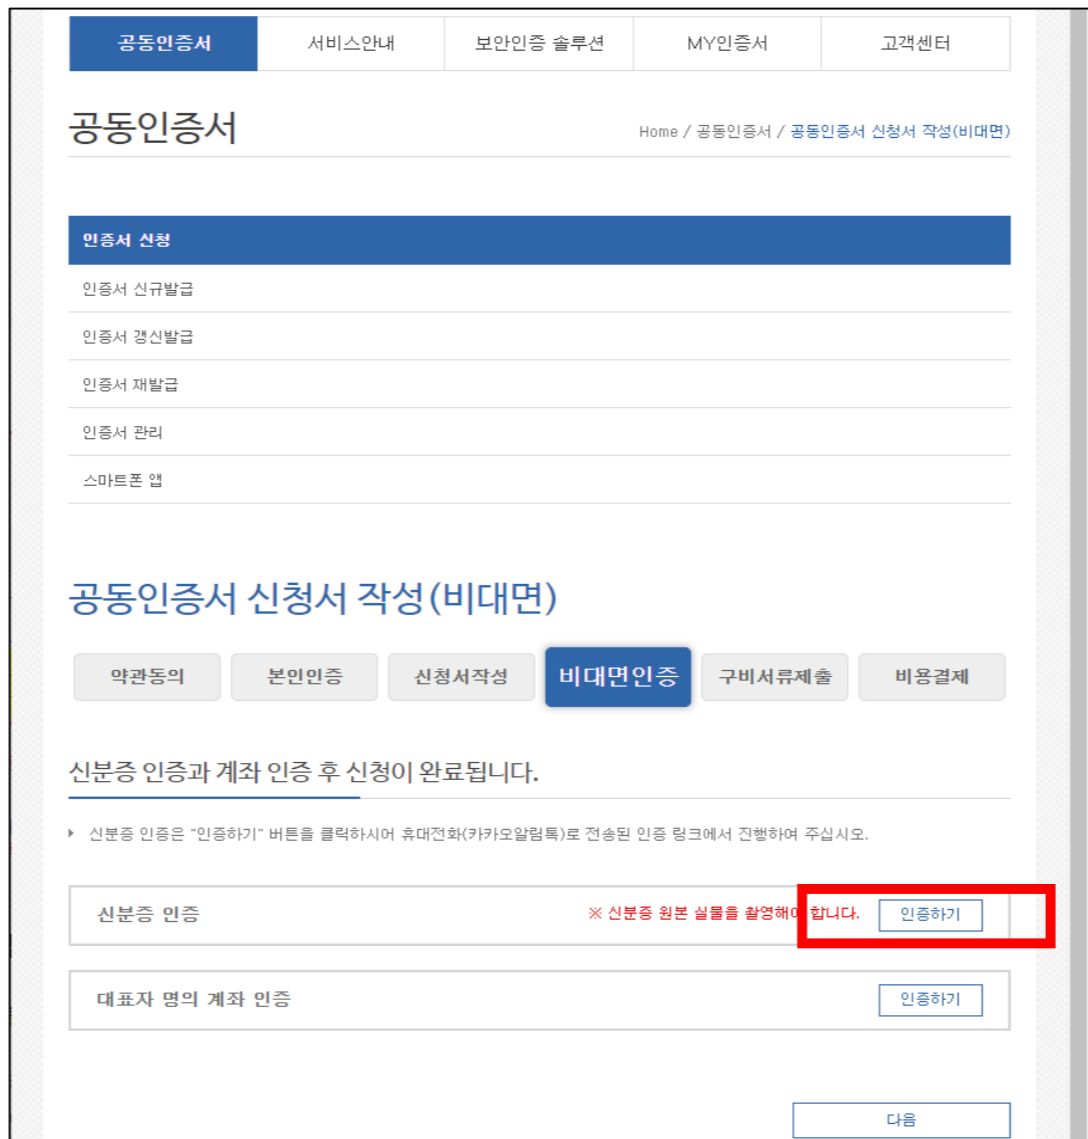 공동인증서 서비스안내 보안인증 솔루션 MY인증서 고객센터
공동인증서
Home / 공동인증서 / 공동인증서 신청서 작성(비대면)
인증서 신청
인증서 신규발급
인증서 갱신발급
인증서 재발급
인증서 관리
스마트폰 앱
공동인증서 신청서 작성(비대면)
약관동의 본인인증 신청서작성 비대면인증 구비서류제출 비용결제
신분증 인증과 계좌 인증 후 신청이 완료됩니다.
신분증 인증은 "인증하기" 버튼을 클릭하시어 휴대전화(카카오알림톡)로 전송된 인증 링크에서 진행하여 주십시오.
신분증 인증 ※ 신분증 원본 실물을 촬영해야 합니다. 인증하기
대표자 명의 계좌 인증 인증하기
다음